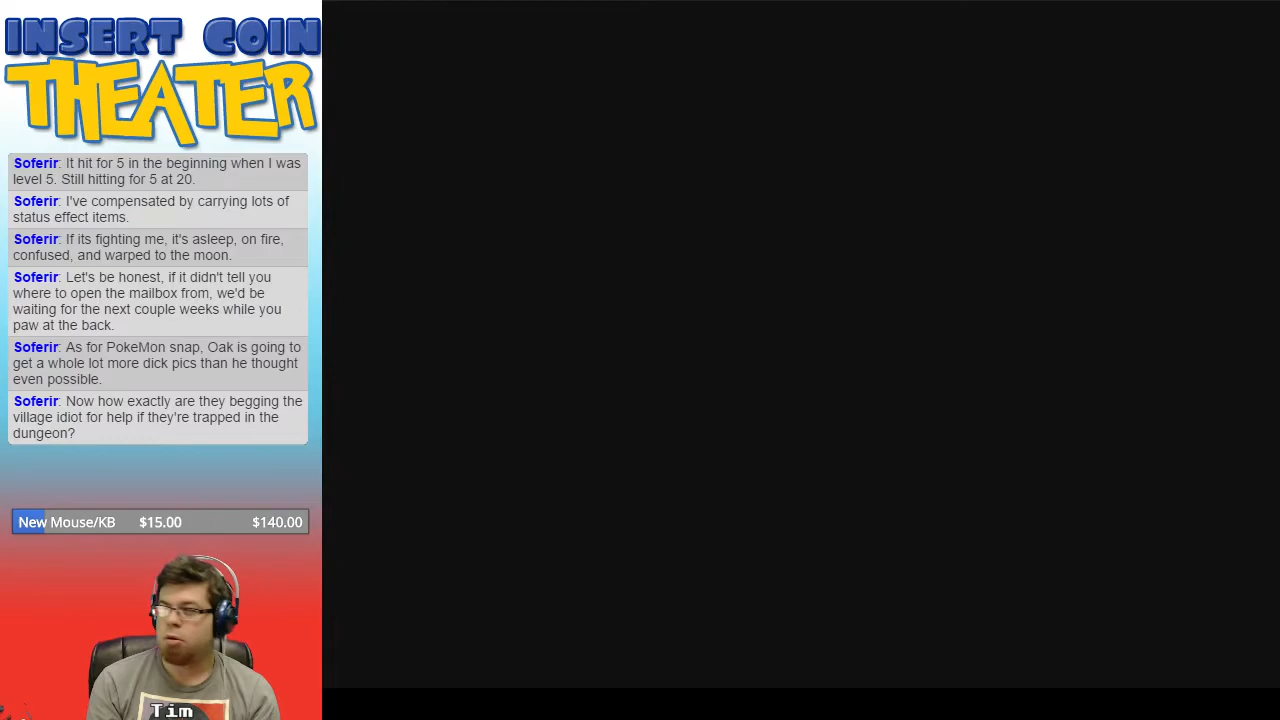 INSERT COIN
THEATER
Soferir: It hit for 5 in the beginning when I was
level 5. Still hitting for 5 at 20.
Soferir: I've compensated by carrying lots of
status effect items.
Soferir: If its fighting me, it's asleep, on fire,
confused, and warped to the moon.
Soferir: Let's be honest, if it didn't tell you
where to open the mailbox from, we'd be
waiting for the next couple weeks while you
paw at the back.
Soferir: As for PokeMon snap, Oak is going to
get a whole lot more dick pics than he thought
even possible.
Soferir: Now how exactly are they begging the
village idiot for help if they're trapped in the
dungeon?
New Mouse/KB $15.00 $140.00
Tim